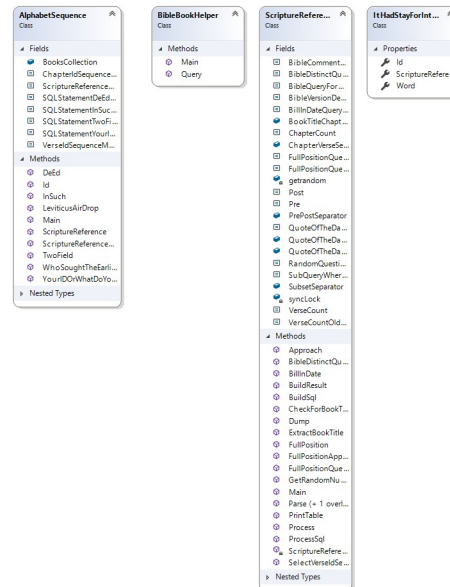 AlphabetSequence
Class
Fields
BooksCollection
ChapterIdSequence...
ScriptureReference...
SQLStatementDeEd...
SQLStatementInSuc...
SQLStatementTwoFi...
SQLStatementYourI...
VerseIdSequenceM...
Methods
DeEd
Id
InSuch
LeviticusAirDrop
Main
ScriptureReference
ScriptureReference...
TwoField
WhoSoughtTheEarli...
YourIDOrWhatDoYo...
Nested Types
BibleBookHelper
Class
Methods
Main
Query
ScriptureRefere...
Class
Fields
BibleComment...
BibleDistinctQu...
BibleQueryFor...
BibleVersionDe...
BillInDateQuery...
BookTitleChapt...
ChapterCount
ChapterVerseSe...
FullPositionQue...
FullPositionQue...
getrandom
Post
Pre
PrePostSeparator
QuoteOfTheDa...
QuoteOfTheDa...
QuoteOfTheDa...
RandomQuesti...
SubQueryWher...
SubsetSeparator
syncLock
VerseCount
VerseCountOld...
Methods
Approach
BibleDistinctQu...
BillInDate
BuildResult
BuildSql
CheckForBookT...
Dump
ExtractBookTitle
FullPosition
FullPositionApp...
FullPositionQue...
GetRandomNu...
Main
Parse (+ 1 overl...
PrintTable
Process
ProcessSql
ScriptureRefere...
SelectVerseIdSe...
Nested Types
ItHadStayForInt...
Class
Properties
Id
ScriptureRefere
Word